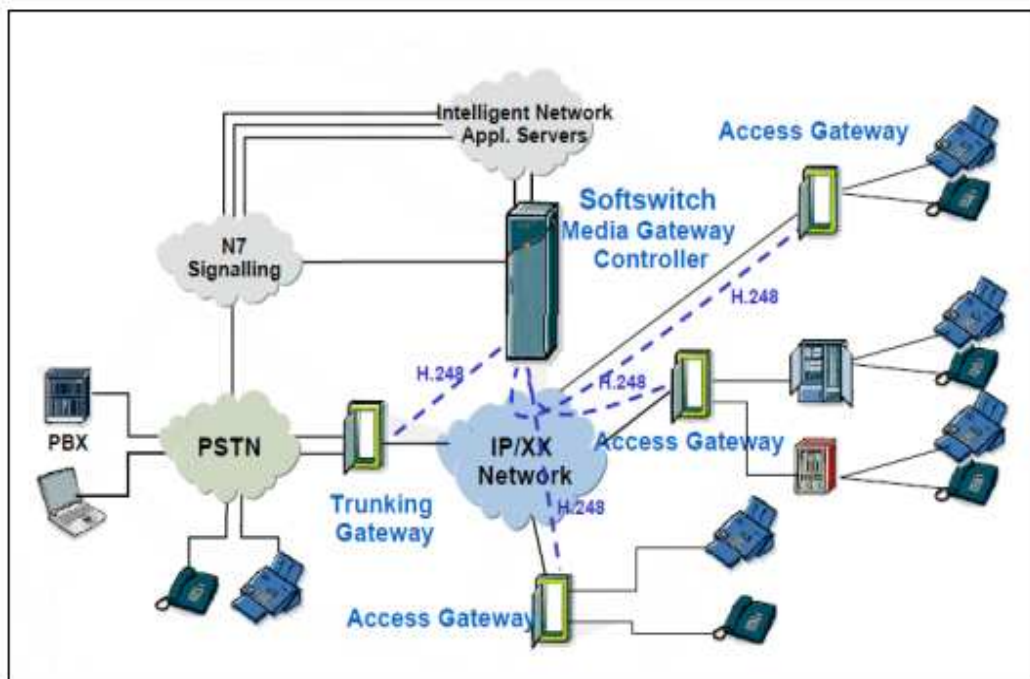 Intelligent Network
Appl. Servers
Access Gateway
Softswitch
Media Gateway
Controller
N7
Signalling
H.248
H.248
H.248
PBX
PSTN
IP/XX
Network
Access Gateway
Trunking
Gateway
H.248
Access Gateway